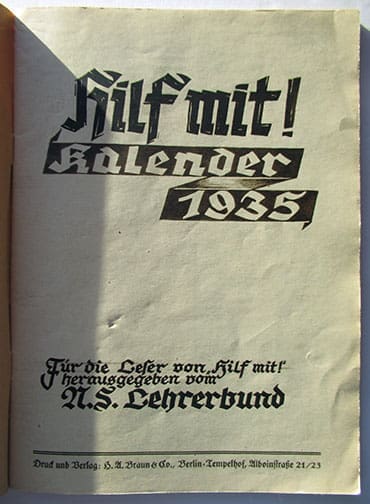 Hilf mit!
Kalender
1935
Für die Leser von „Hilf mit!“
herausgegeben vom
N.S. Lehrerbund
Druck und Verlag: H. A. Braun & Co., Berlin-Tempelhof, Alboinstraße 21/23